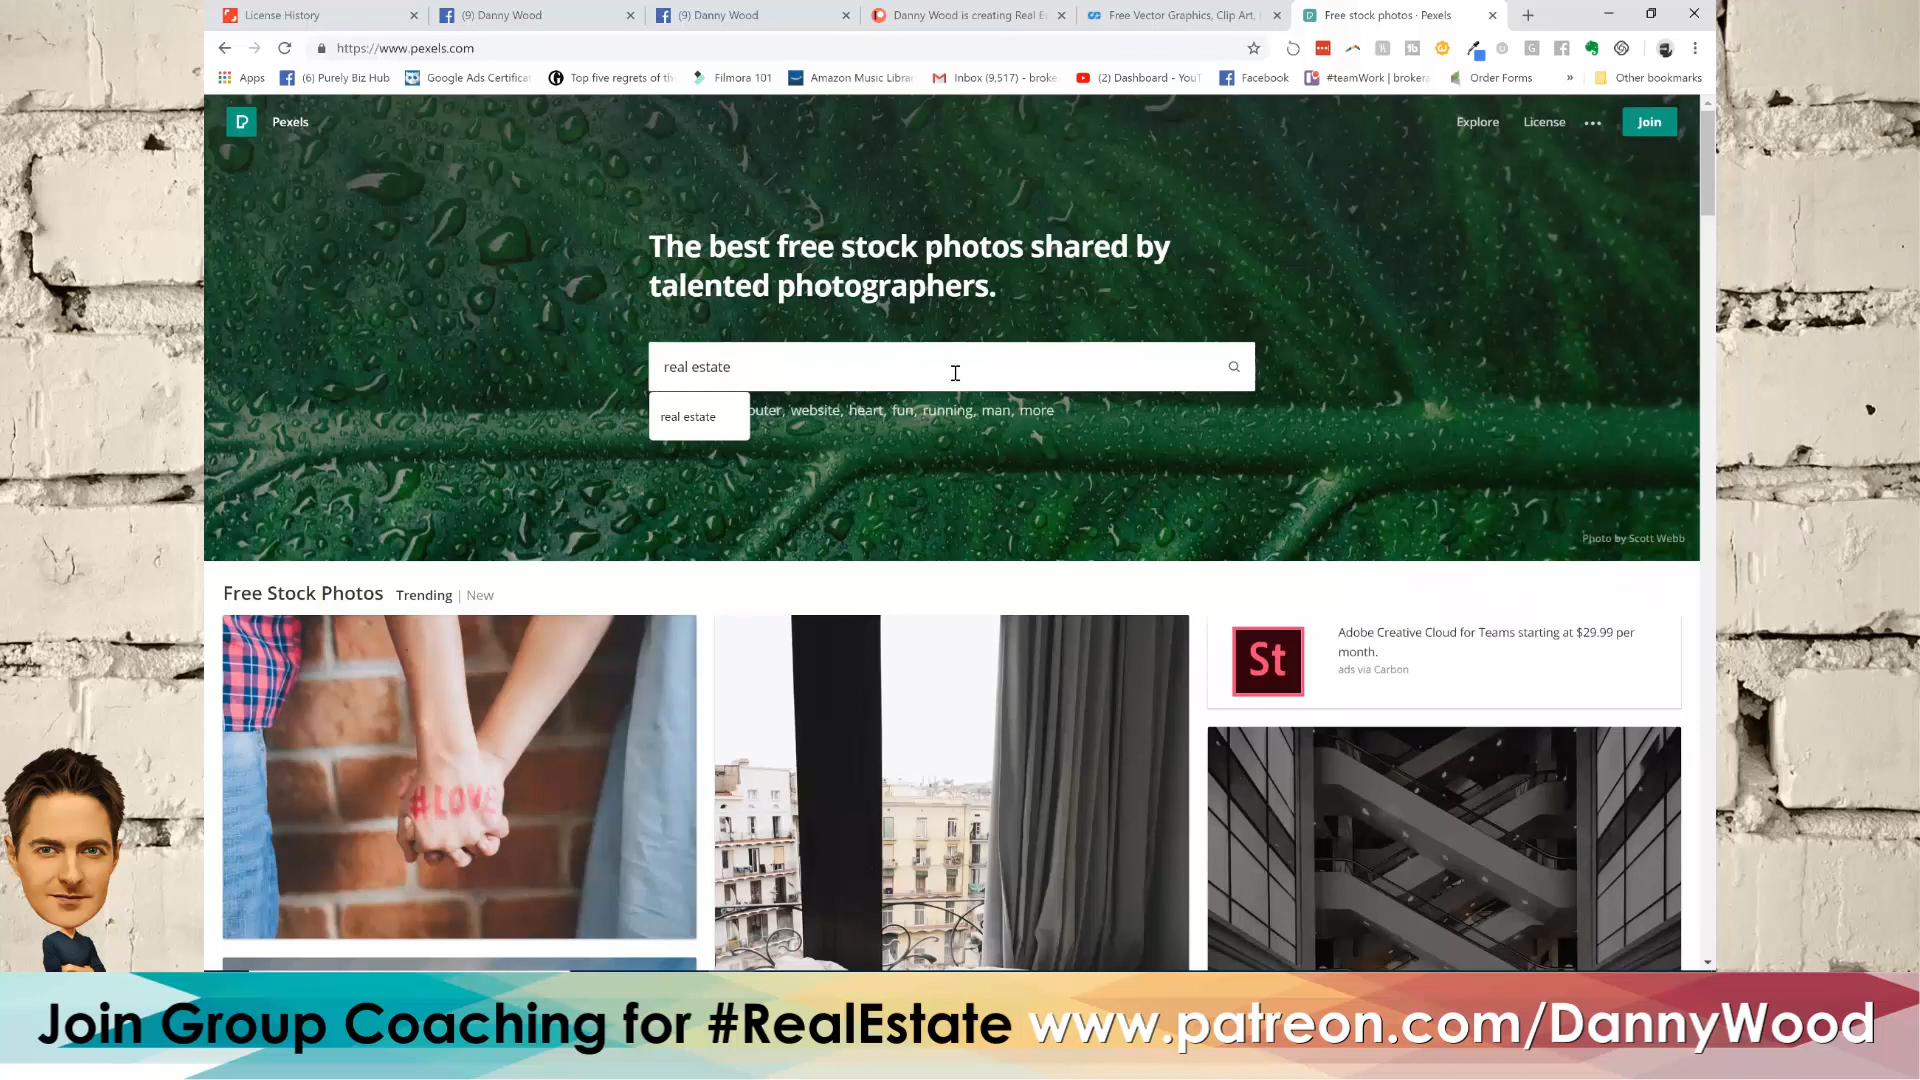 License History
(9) Danny Wood
(9) Danny Wood
Danny Wood is creating Real E
Free Vector Graphics, Clip Art,
Free stock photos · Pexels
https://www.pexels.com
Apps
(6) Purely Biz Hub
Google Ads Certifica
Top five regrets of th
Filmora 101
Amazon Music Libra
Inbox (9,517) - broke
(2) Dashboard - YouT
Facebook
#teamWork | brokera
Order Forms
»
Other bookmarks
Pexels
Explore
License
Join
The best free stock photos shared by
talented photographers.
real estate
real estate
outer, website, heart, fun, running, man, more
Photo by Scott Webb
Free Stock Photos Trending | New
#LOVE
St
Adobe Creative Cloud for Teams starting at $29.99 per
month.
ads via Carbon
Join Group Coaching for #RealEstate www.patreon.com/DannyWood